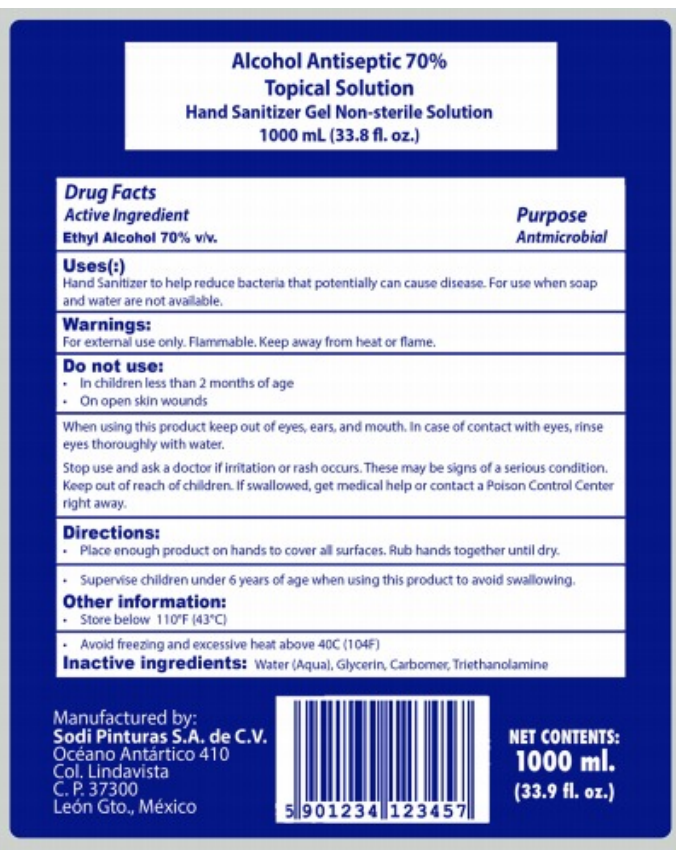 Alcohol Antiseptic 70%
Topical Solution
Hand Sanitizer Gel Non-sterile Solution
1000 mL (33.8 fl. oz.)
Drug Facts
Active Ingredient
Purpose
Ethyl Alcohol 70% v/v.
Antmicrobial
Uses(:)
Hand Sanitizer to help reduce bacteria that potentially can cause disease. For use when soap
and water are not available.
Warnings:
For external use only. Flammable. Keep away from heat or flame.
Do not use:
• In children less than 2 months of age
• On open skin wounds
When using this product keep out of eyes, ears, and mouth. In case of contact with eyes, rinse
eyes thoroughly with water.
Stop use and ask a doctor if irritation or rash occurs. These may be signs of a serious condition.
Keep out of reach of children. If swallowed, get medical help or contact a Poison Control Center
right away.
Directions:
• Place enough product on hands to cover all surfaces. Rub hands together until dry.
• Supervise children under 6 years of age when using this product to avoid swallowing.
Other information:
• Store below 110°F (43°C)
• Avoid freezing and excessive heat above 40C (104F)
Inactive ingredients: Water (Aqua), Glycerin, Carbomer, Triethanolamine
Manufactured by:
Sodi Pinturas S.A. de C.V.
Océano Antártico 410
Col. Lindavista
C. P. 37300
León Gto., México
5 901234 123457
NET CONTENTS:
1000 ml.
(33.9 fl. oz.)